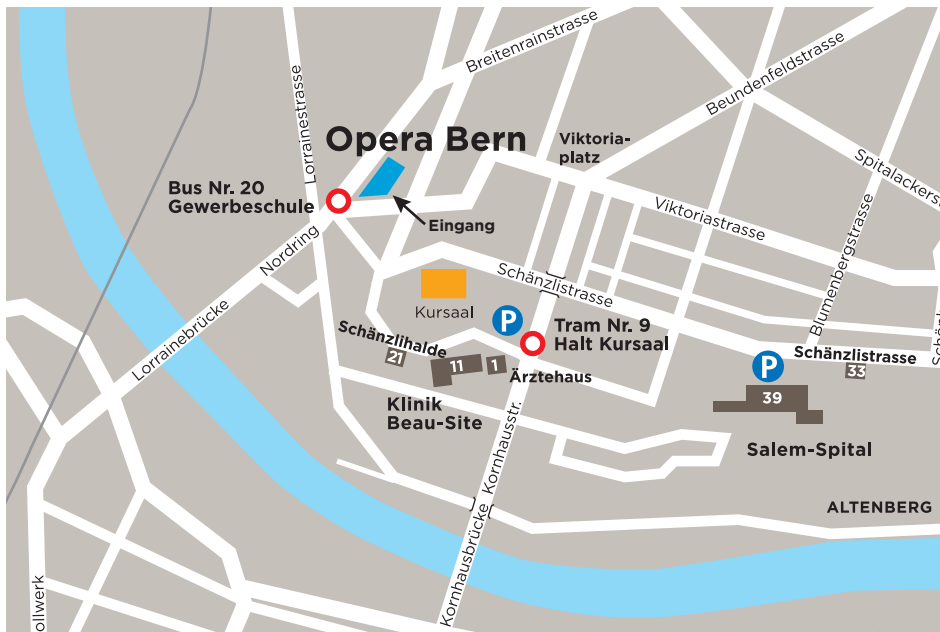 Breitenrainstrasse
Beundenfeldstrasse
Lorrainestrasse
Opera Bern
Viktoria-
platz
Bus Nr. 20
Gewerbeschule
Eingang
Viktoriastrasse
Nordring
Blumenbergstrasse
Schänzlistrasse
Kursaal
P
Tram Nr. 9
Halt Kursaal
Lorrainebrücke
Schänzlihalde
21
11
1
Ärztehaus
P
Schänzlistrasse
33
39
Klinik
Beau-Site
Kornhausstr.
Salem-Spital
ALTENBERG
Kornhausbrücke
ollwerk